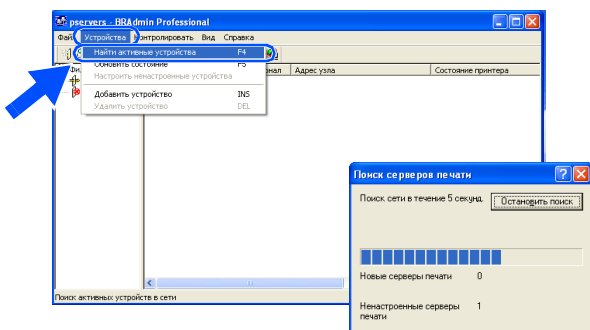 pservers - BRAdmin Professional
Устройства Контролировать Вид Справка
Найти активные устройства F4
Обновить состояние F5
Настроить ненастроенные устройства
Добавить устройство INS
Удалить устройство DEL
Адрес узла Состояние принтера
Поиск активных устройств в сети
Поиск серверов печати
Поиск сети в течение 5 секунд.
Остановить поиск
Новые серверы печати 0
Ненастроенные серверы 1
печати